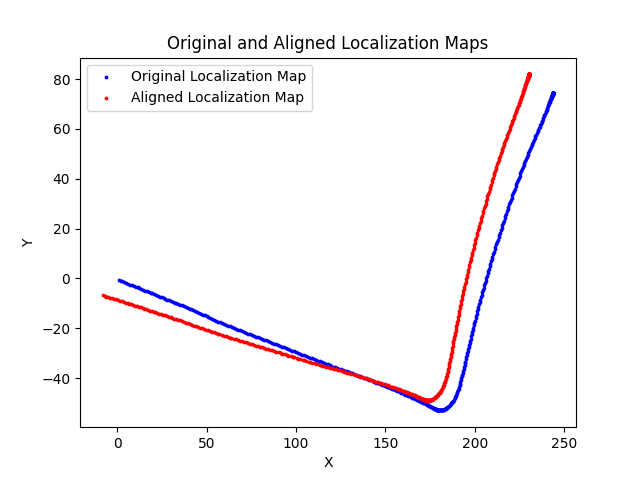 Original and Aligned Localization Maps
Original Localization Map
Aligned Localization Map
80
60
40
20
0
−20
−40
Y
0
50
100
150
200
250
X